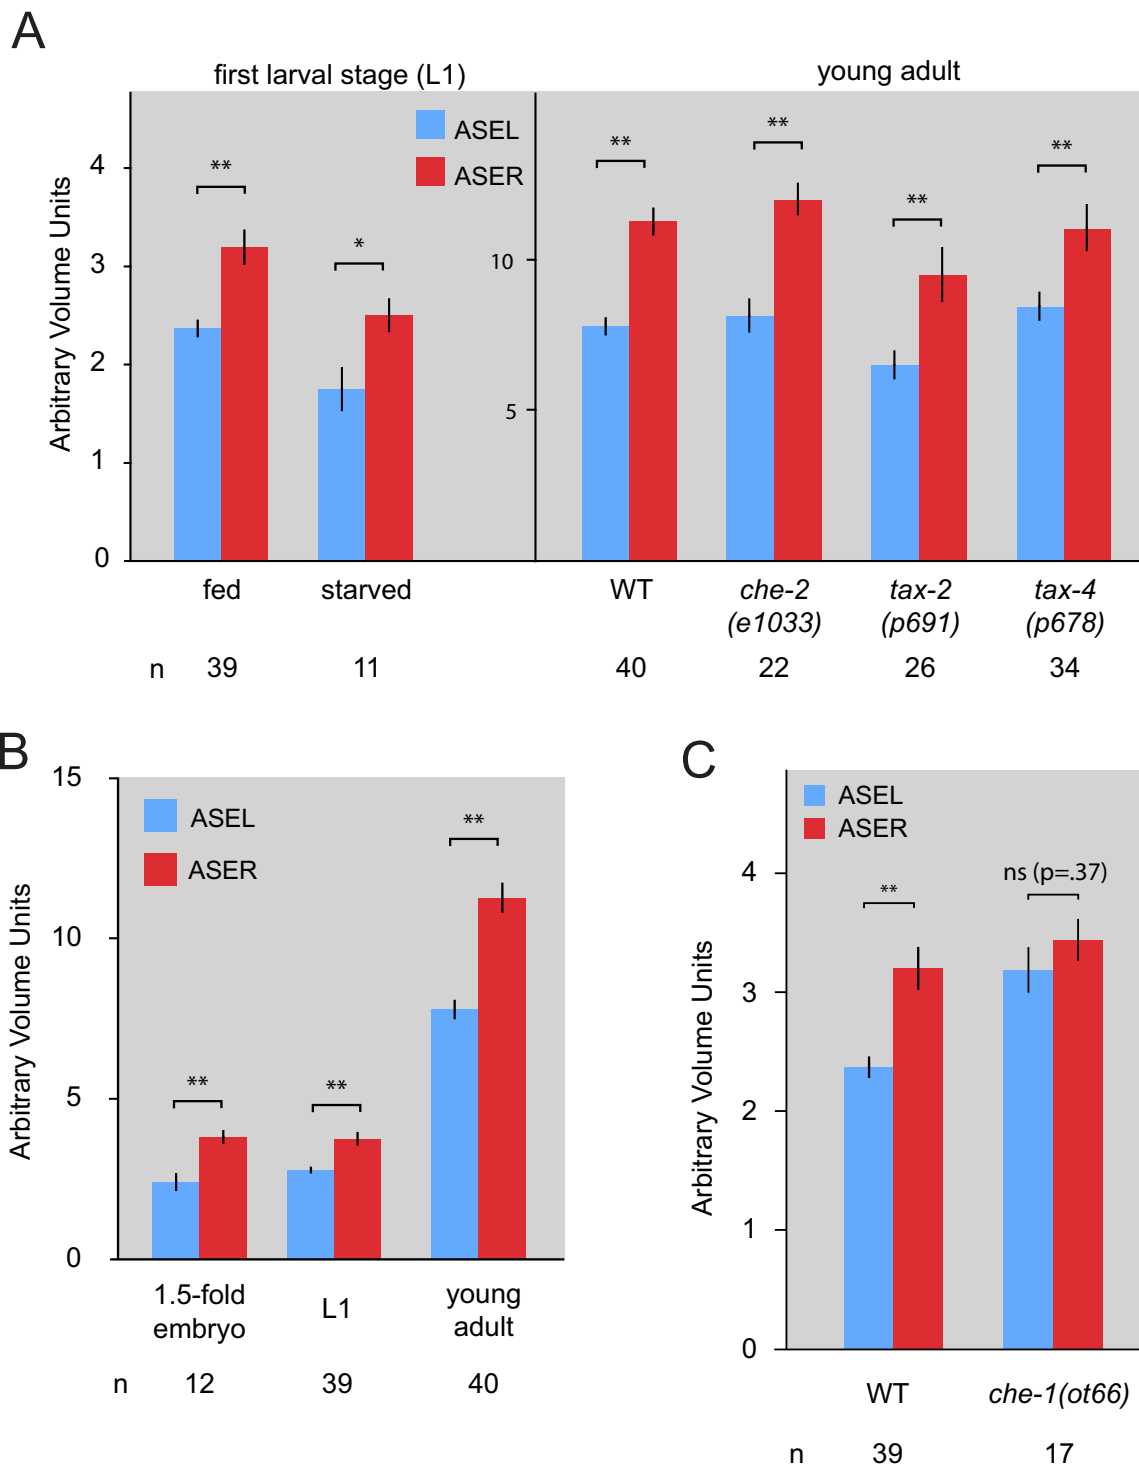 A
first larval stage (L1)
young adult
ASEL
ASER
**
*
**
**
**
**
Arbitrary Volume Units
4
3
2
1
0
10
5
fed
starved
WT
che-2
(e1033)
tax-2
(p691)
tax-4
(p678)
n 39 11 40 22 26 34
B
15
10
5
0
Arbitrary Volume Units
ASEL
ASER
**
**
**
1.5-fold
embryo
L1
young
adult
n 12 39 40
C
ASEL
ASER
4
3
2
1
0
Arbitrary Volume Units
**
ns (p=.37)
WT
che-1(ot66)
n 39 17